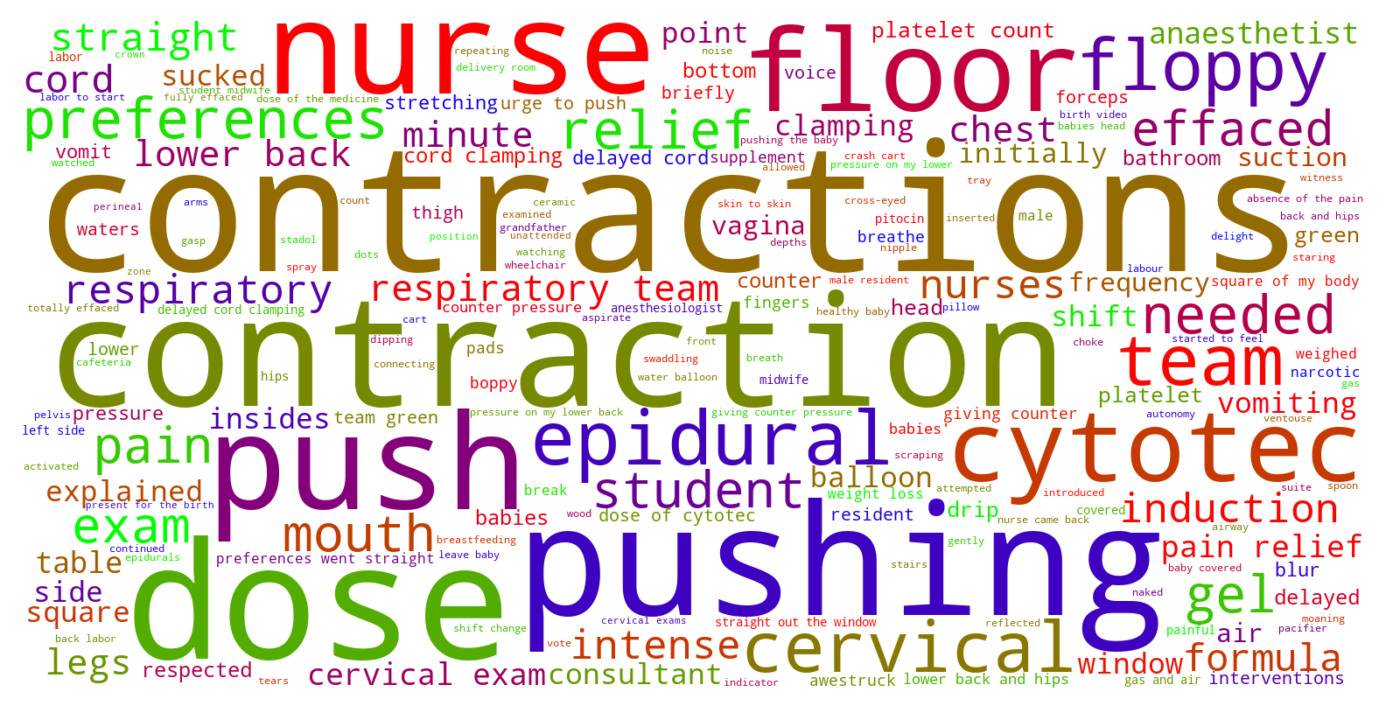 straight
nurse
point
platelet count
anaesthetist
labor
crown
repeating
noise
floor
floppy
cord
sucked
delivery room
bottom
voice
student midwife
labor to start
fully effaced
dose of the medicine
stretching
urge to push
briefly
forceps
birth video
babies head
preferences
minute
relief
clamping
chest
effaced
pushing the baby
watched
vomit
lower back
cord clamping
delayed cord
supplement
crash cart
allowed
pressure on my lower
initially
bathroom
suction
tray
witness
contractions
perineal
arms
count
thigh
ceramic
examined
grandfather
skin to skin
cross-eyed
pitocin
inserted
male
absence of the pain
back and hips
waters
gasp
stadol
position
unattended
watching
vagina
depths
breathe
nipple
delight
green
staring
dots
wheelchair
zone
spray
labour
respiratory
respiratory team
counter
male resident
nurses
frequency
square of my body
totally effaced
delayed cord clamping
counter pressure
anesthesiologist
fingers
healthy baby
head
pillow
shift
needed
cart
aspirate
contraction
lower
cafeteria
dipping
connecting
pads
front
swaddling
breath
choke
started to feel
team
weighed
hips
boppy
water balloon
midwife
narcotic
gas
platelet
vomiting
pelvis
pressure
insides
team green
pressure on my lower back
giving counter pressure
giving counter
autonomy
ventouse
left side
push
epidural
babies'
cytotec
pain
scraping
activated
balloon
explained
student
break
weight loss
attempted
introduced
suite
spoon
present for the birth
wood
dose of cytotec
resident
drip
covered
induction
exam
mouth
babies
nurse came back
airway
continued
breastfeeding
gently
epidurals
preferences went straight
leave baby
pushing
pain relief
table
dose
stairs
baby covered
blur
side
naked
gel
delayed
square
shift change
cervical exams
straight out the window
reflected
moaning
back labor
vote
intense
cervical
painful
air
pacifier
legs
respected
tears
cervical exam
consultant
indicator
awestruck
lower back and hips
window
formula
gas and air
interventions